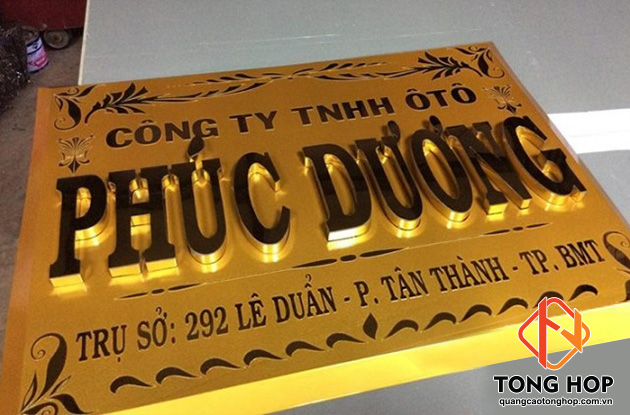 CÔNG TY TNHH ÔTÔ
PHÚC DƯƠNG
TRỤ SỞ: 292 LÊ DUẨN - P. TÂN THÀNH - TP. BMT
TONG HOP
quangcaotonghop.com.vn